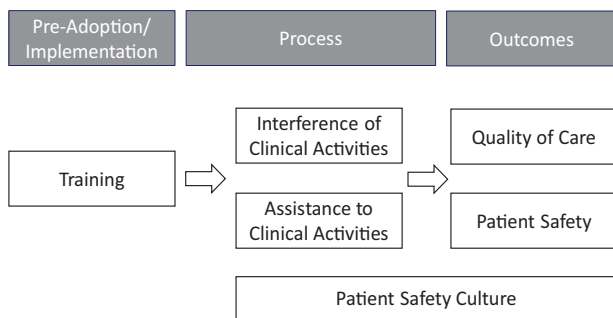 Pre-Adoption/
Implementation
Process
Outcomes
Interference of
Clinical Activities
Quality of Care
Training
Assistance to
Clinical Activities
Patient Safety
Patient Safety Culture